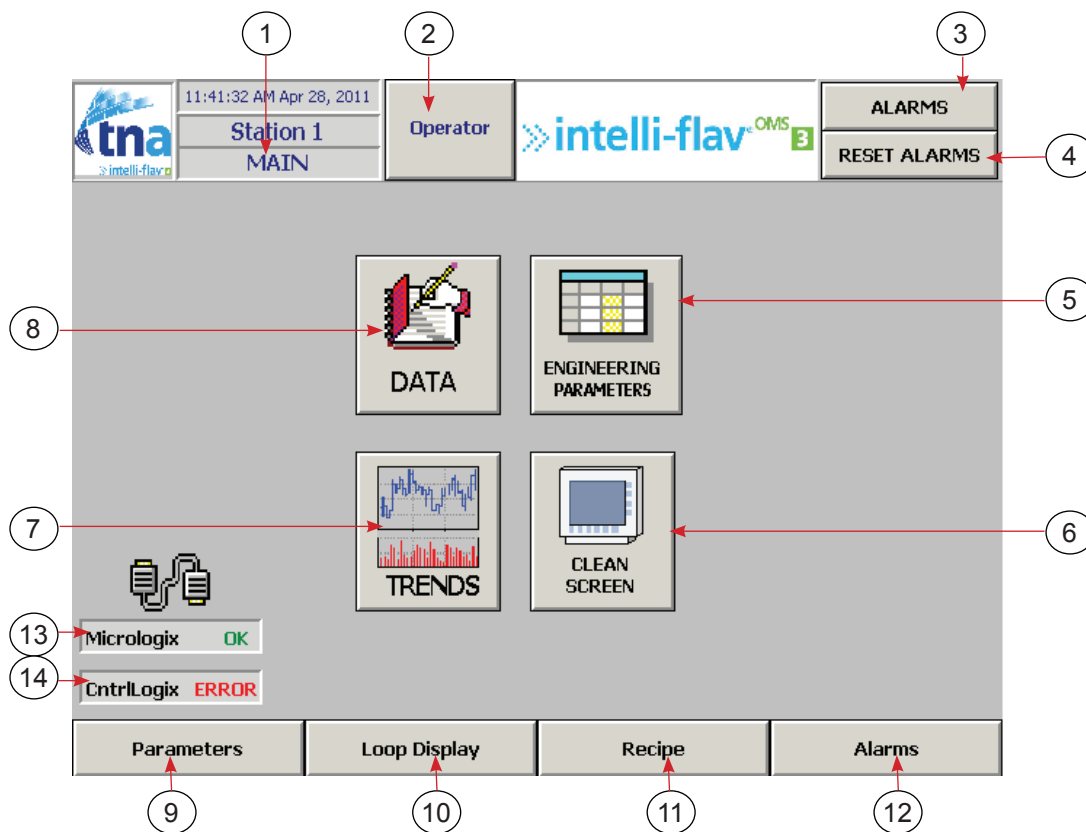 1
2
3
11:41:32 AM Apr 28, 2011
Station 1
MAIN
tna
intelli-flav
Operator
intelli-flav OMS 3
ALARMS
RESET ALARMS
4
DATA
ENGINEERING
PARAMETERS
5
8
TRENDS
CLEAN
SCREEN
7
6
13
Micrologix OK
14
CntrlLogix ERROR
Parameters
Loop Display
Recipe
Alarms
9
10
11
12